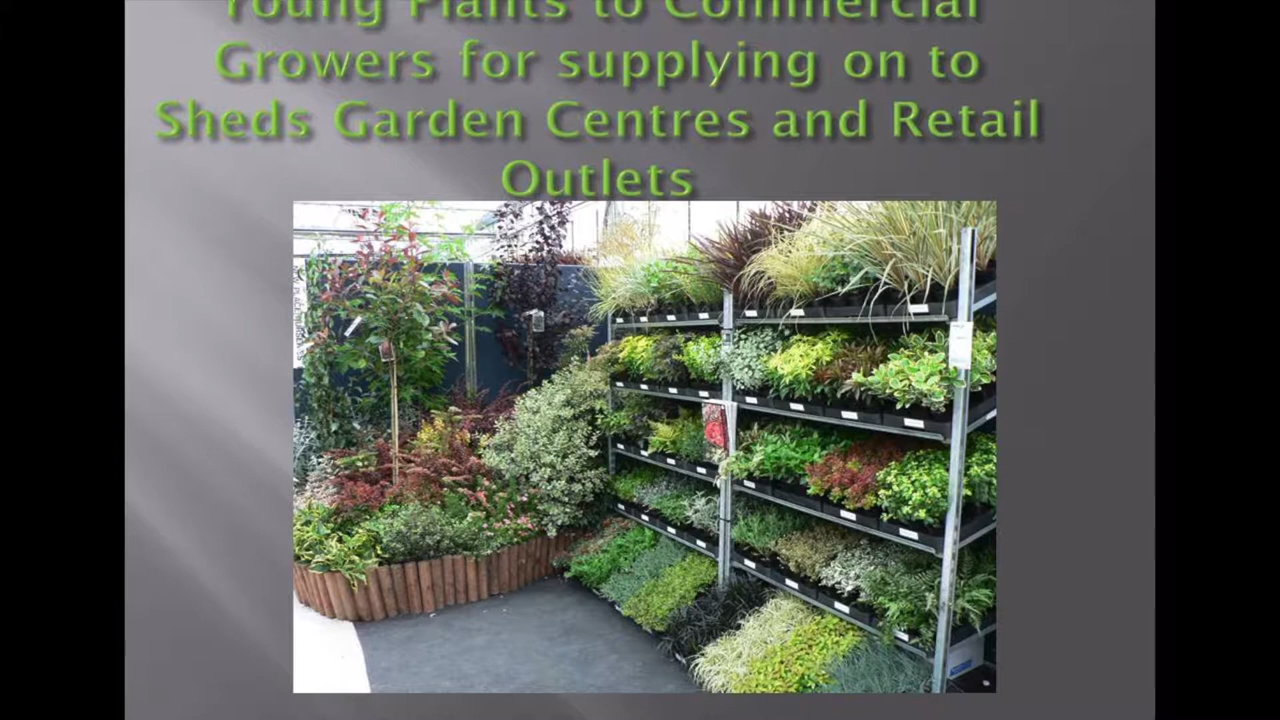 Young Plants to Commercial
Growers for supplying on to
Sheds Garden Centres and Retail
Outlets